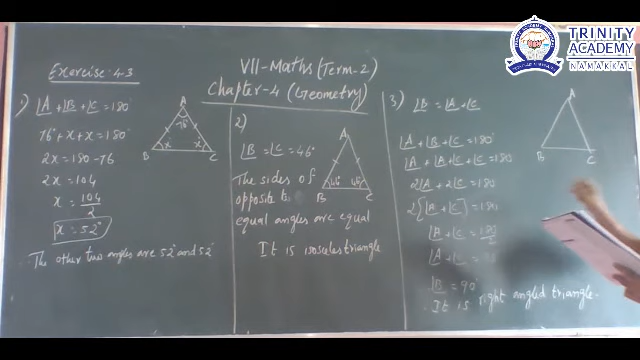 TRINITY
ACADEMY
NAMAKKAL
VII-Maths (Term-2)
Chapter-4 (Geometry)
Exercise: 4.3
1)
∠A + ∠B + ∠C = 180°
76° + x + x = 180°
2x = 180 - 76
2x = 104
x = 104/2
x = 52°
The other two angles are 52° and 52°
A
76°
x x
B C
2)
∠B = ∠C = 46°
The sides of
opposite to
equal angles are equal
It is isosules triangle
A
46° 46°
B C
3) ∠B = ∠A + ∠C
∠A + ∠B + ∠C = 180°
∠A + ∠A + ∠C + ∠C = 180
2∠A + 2∠C = 180
2[∠A + ∠C] = 180
∠A + ∠C = 180/2
∠A + ∠C =
∠B = 90°
It is right angled triangle.
A
B C